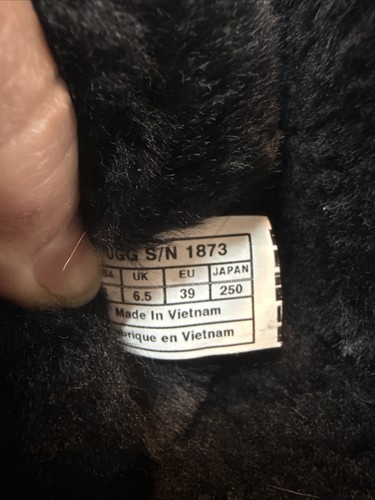 UGG S/N 1873
UK EU JAPAN
6.5 39 250
Made In Vietnam
en Vietnam